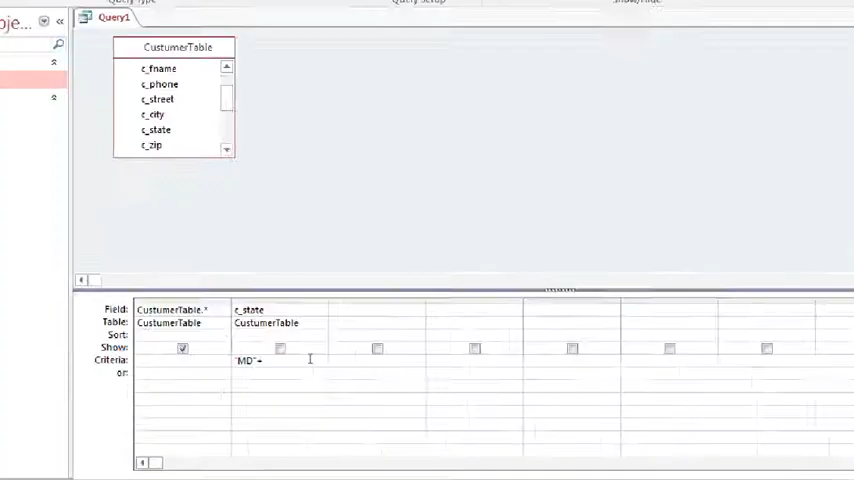 oje... «
Query1
CustumerTable
c_fname
c_phone
c_street
c_city
c_state
c_zip
Field: CustumerTable.* c_state
Table: CustumerTable CustumerTable
Sort:
Show:
Criteria: "MD"+
or: